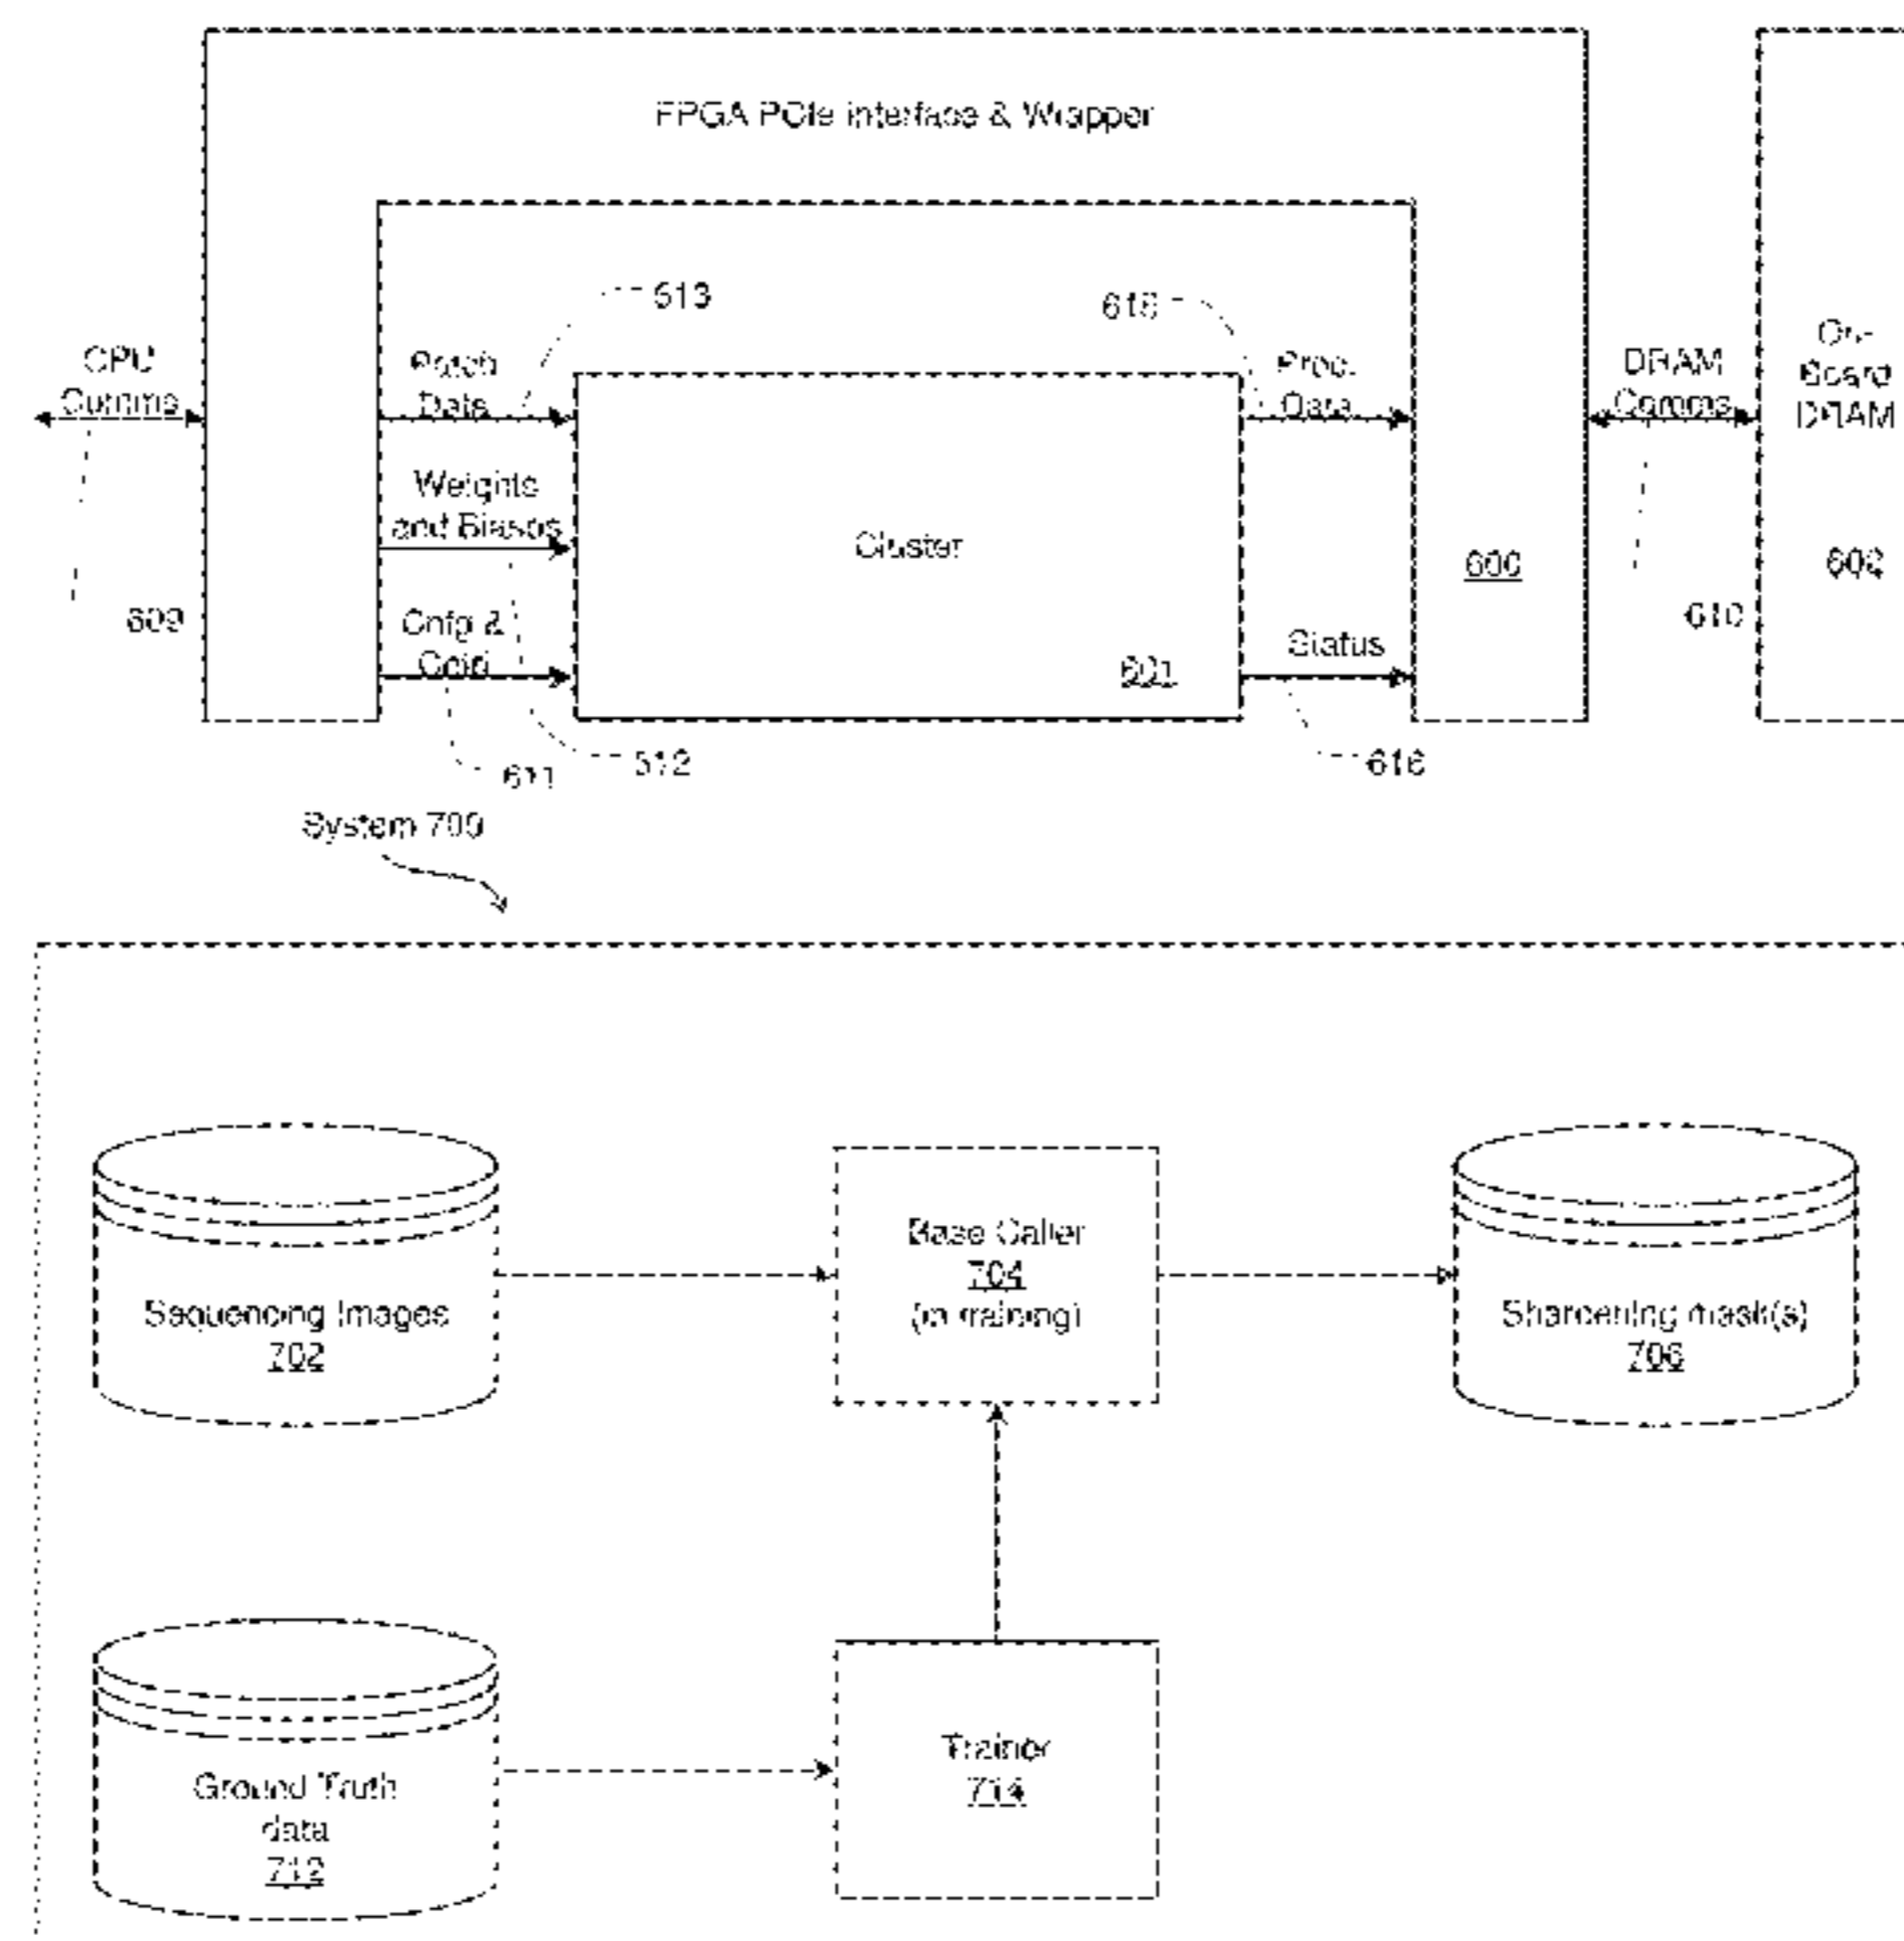 FPGA PCIe interface & Wrapper
613
615
CPU
Comms
Patch
Data
Proc.
Data
DRAM
Comms
On-
Board
DRAM
Weights
and Biases
Cluster
600
602
609
Cnfg &
610
Status
601
611
612
616
System 700
Sequencing Images
702
Base Caller
704
(in training)
Sharpening mask(s)
706
Ground Truth
data
712
Trainer
714